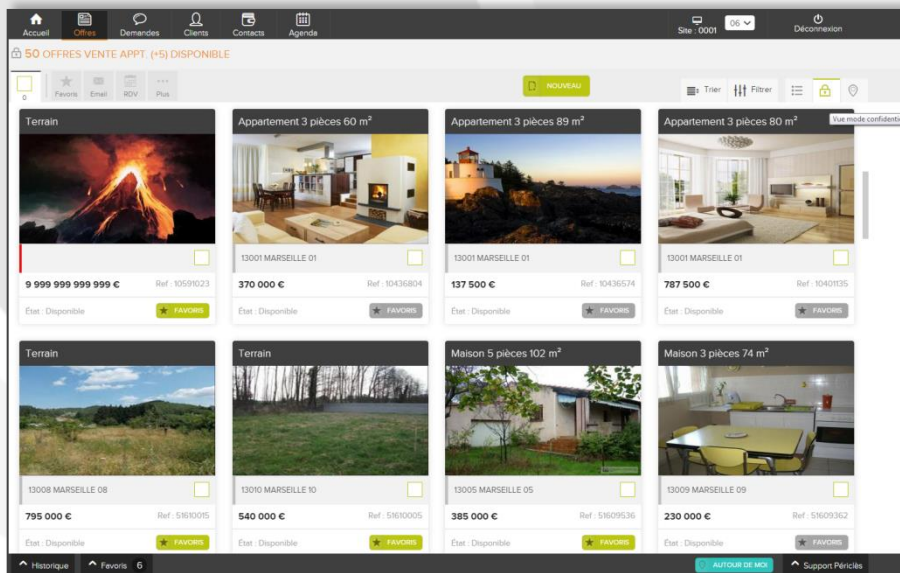 Accueil Offres Demandes Clients Contacts Agenda Site : 0001 06 Déconnexion
50 OFFRES VENTE APPT. (+5) DISPONIBLE
0 Favoris Email RDV Plus NOUVEAU Trier Filtrer
Vue mode confidenti
Terrain Appartement 3 pièces 60 m² Appartement 3 pièces 89 m² Appartement 3 pièces 80 m²
13001 MARSEILLE 01 13001 MARSEILLE 01 13001 MARSEILLE 01
9 999 999 999 999 € Ref : 10591023 370 000 € Ref : 10436804 137 500 € Ref : 10436574 787 500 € Ref : 10401135
État : Disponible FAVORIS État : Disponible FAVORIS État : Disponible FAVORIS État : Disponible FAVORIS
Terrain Terrain Maison 5 pièces 102 m² Maison 3 pièces 74 m²
13008 MARSEILLE 08 13010 MARSEILLE 10 13005 MARSEILLE 05 13009 MARSEILLE 09
795 000 € Ref : 51610015 540 000 € Ref : 51610005 385 000 € Ref : 51609536 230 000 € Ref : 51609362
État : Disponible FAVORIS État : Disponible FAVORIS État : Disponible FAVORIS État : Disponible FAVORIS
Historique Favoris 6 AUTOUR DE MOI Support Périclès